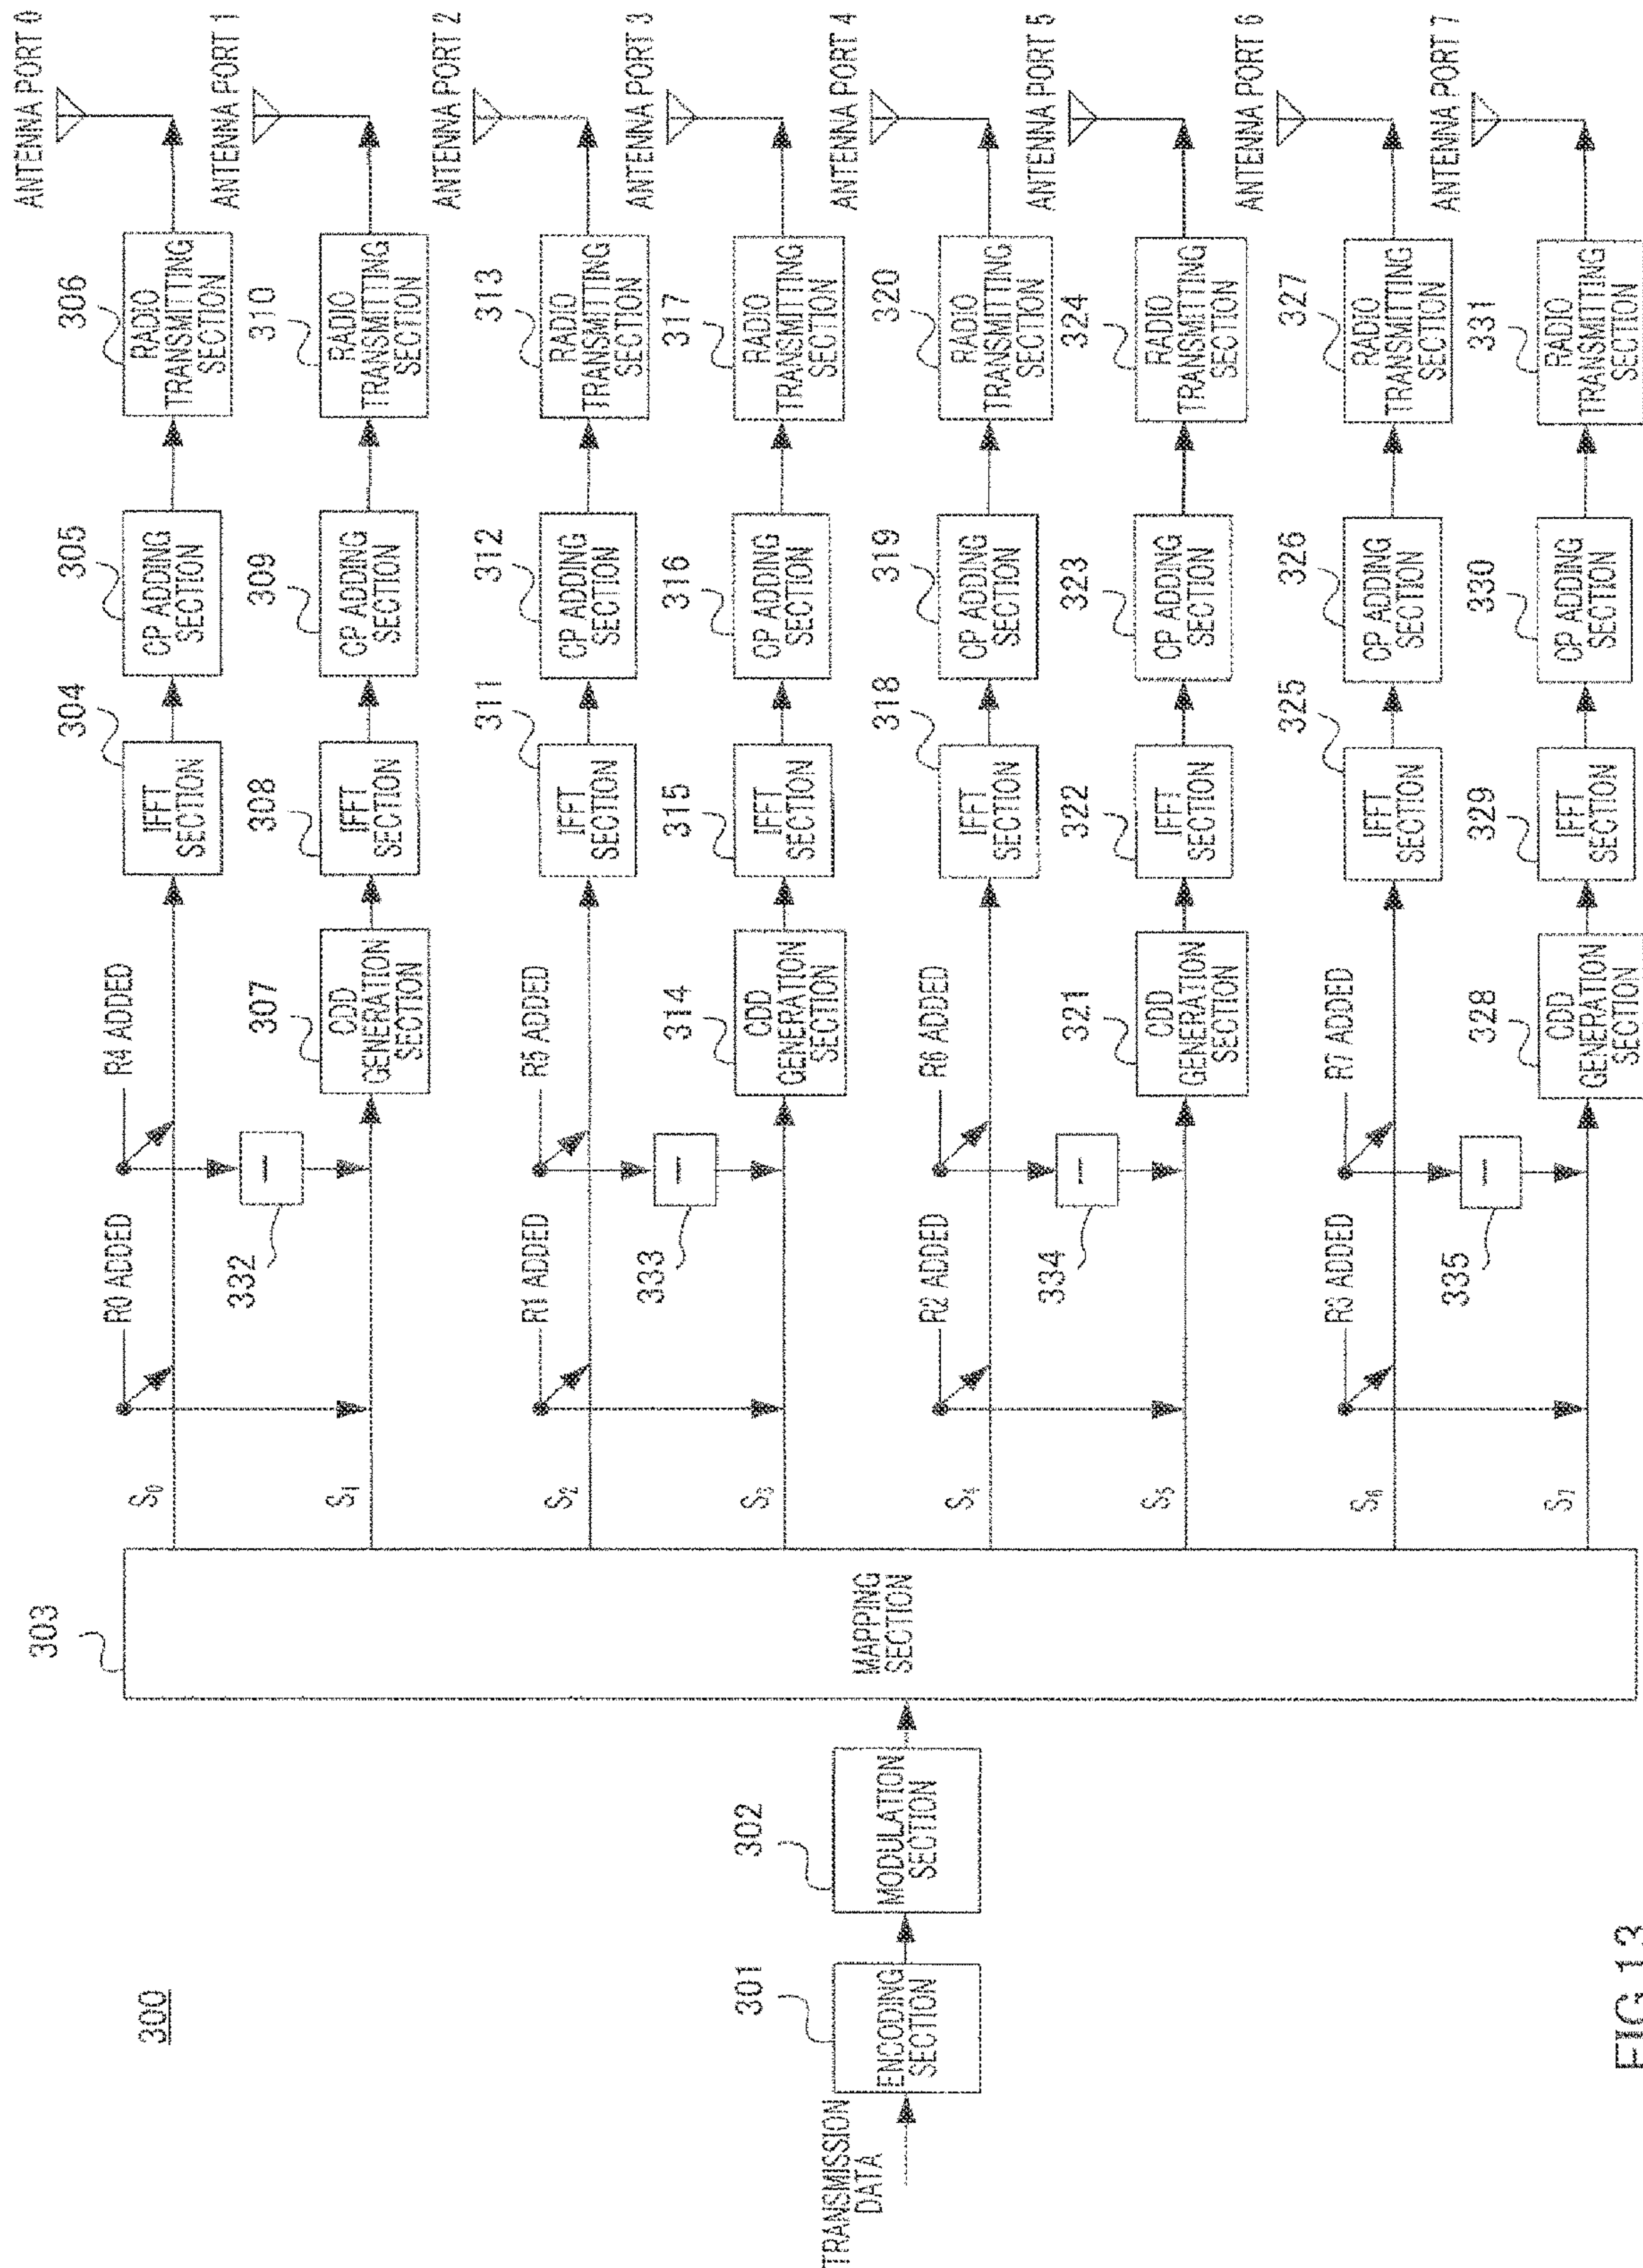 300
TRANSMISSION
DATA
301
ENCODING
SECTION
302
MODULATION
SECTION
303
MAPPING
SECTION
S0
R0 ADDED
R4 ADDED
332
–
304
IFFT
SECTION
305
CP ADDING
SECTION
306
RADIO
TRANSMITTING
SECTION
ANTENNA PORT 0
S1
307
CDD
GENERATION
SECTION
308
IFFT
SECTION
309
CP ADDING
SECTION
310
RADIO
TRANSMITTING
SECTION
ANTENNA PORT 1
S2
R1 ADDED
R5 ADDED
333
–
311
IFFT
SECTION
312
CP ADDING
SECTION
313
RADIO
TRANSMITTING
SECTION
ANTENNA PORT 2
S3
314
CDD
GENERATION
SECTION
315
IFFT
SECTION
316
CP ADDING
SECTION
317
RADIO
TRANSMITTING
SECTION
ANTENNA PORT 3
S4
R2 ADDED
R6 ADDED
334
–
318
IFFT
SECTION
319
CP ADDING
SECTION
320
RADIO
TRANSMITTING
SECTION
ANTENNA PORT 4
S5
321
CDD
GENERATION
SECTION
322
IFFT
SECTION
323
CP ADDING
SECTION
324
RADIO
TRANSMITTING
SECTION
ANTENNA PORT 5
S6
R3 ADDED
R7 ADDED
335
–
325
IFFT
SECTION
326
CP ADDING
SECTION
327
RADIO
TRANSMITTING
SECTION
ANTENNA PORT 6
S7
328
CDD
GENERATION
SECTION
329
IFFT
SECTION
330
CP ADDING
SECTION
331
RADIO
TRANSMITTING
SECTION
ANTENNA PORT 7
FIG. 13